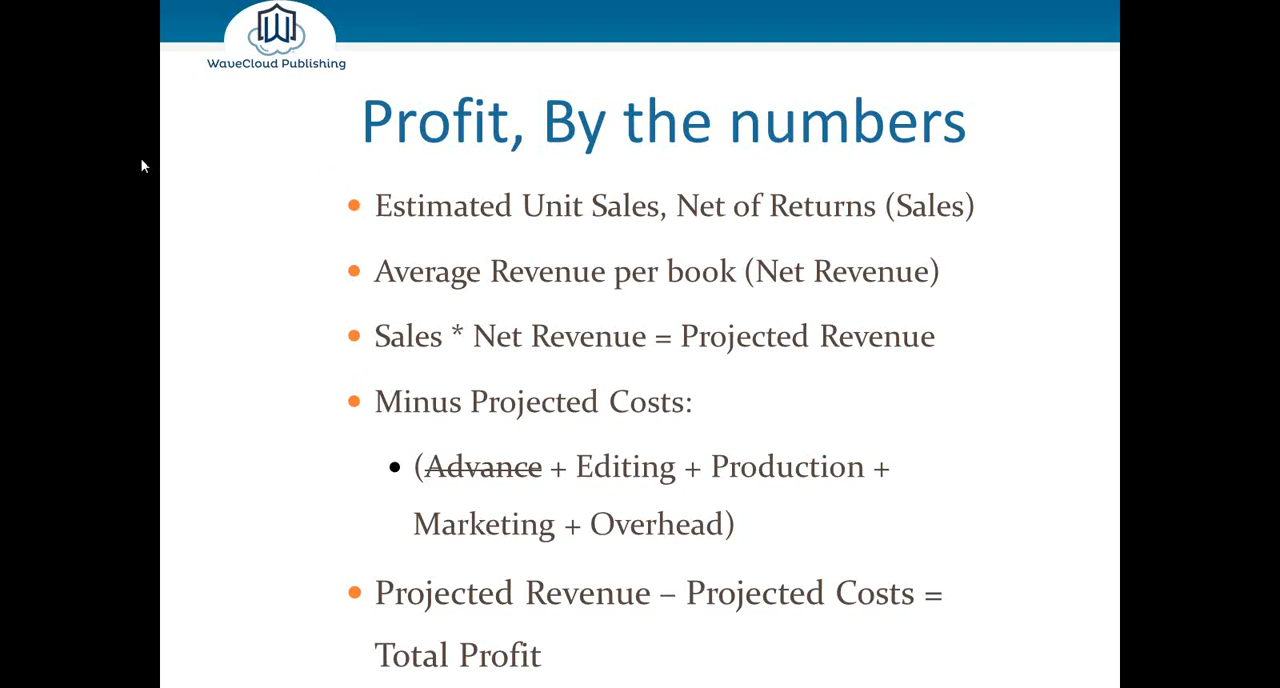 WaveCloud Publishing
Profit, By the numbers
• Estimated Unit Sales, Net of Returns (Sales)
• Average Revenue per book (Net Revenue)
• Sales * Net Revenue = Projected Revenue
• Minus Projected Costs:
• (Advance + Editing + Production +
Marketing + Overhead)
• Projected Revenue – Projected Costs =
Total Profit